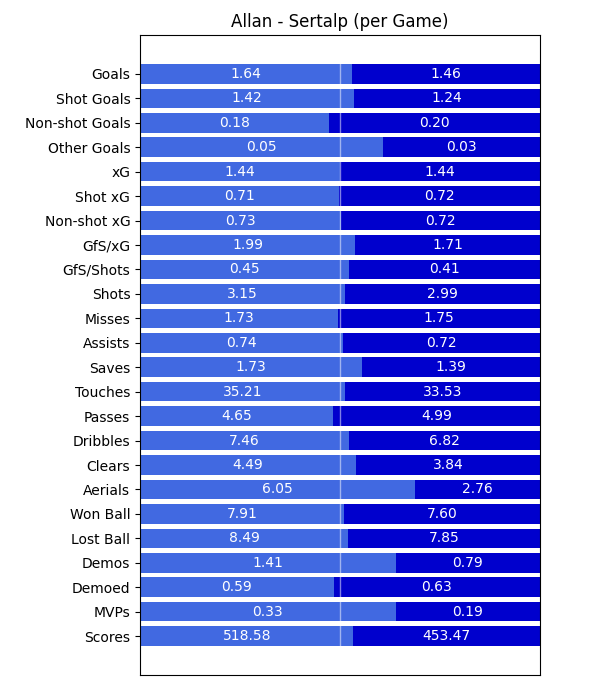 Allan - Sertalp (per Game)
Goals 1.64 1.46
Shot Goals 1.42 1.24
Non-shot Goals 0.18 0.20
Other Goals 0.05 0.03
xG 1.44 1.44
Shot xG 0.71 0.72
Non-shot xG 0.73 0.72
GfS/xG 1.99 1.71
GfS/Shots 0.45 0.41
Shots 3.15 2.99
Misses 1.73 1.75
Assists 0.74 0.72
Saves 1.73 1.39
Touches 35.21 33.53
Passes 4.65 4.99
Dribbles 7.46 6.82
Clears 4.49 3.84
Aerials 6.05 2.76
Won Ball 7.91 7.60
Lost Ball 8.49 7.85
Demos 1.41 0.79
Demoed 0.59 0.63
MVPs 0.33 0.19
Scores 518.58 453.47